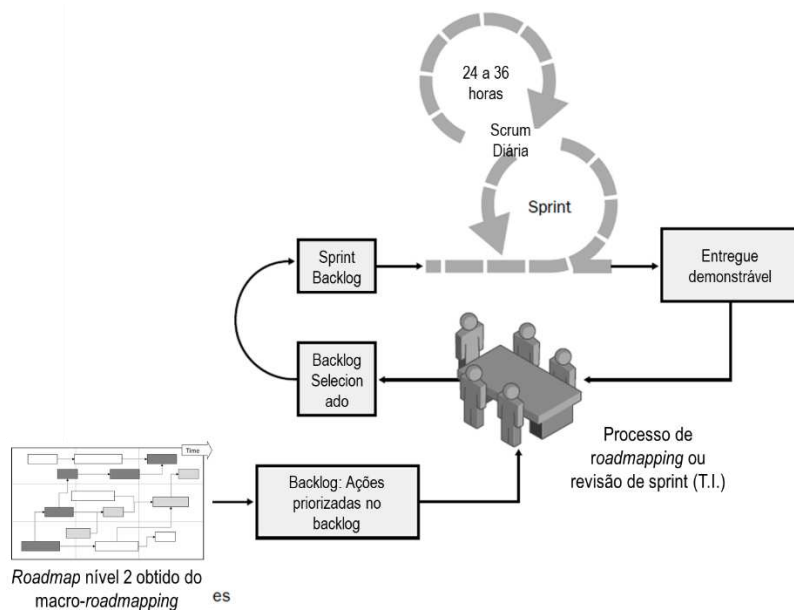 24 a 36
horas
Scrum
Diária
Sprint
Sprint
Backlog
Entregue
demonstrável
Backlog
Selecion
ado
Processo de
roadmapping ou
revisão de sprint (T.I.)
Time
Backlog: Ações
priorizadas no
backlog
Roadmap nível 2 obtido do
macro-roadmapping
es